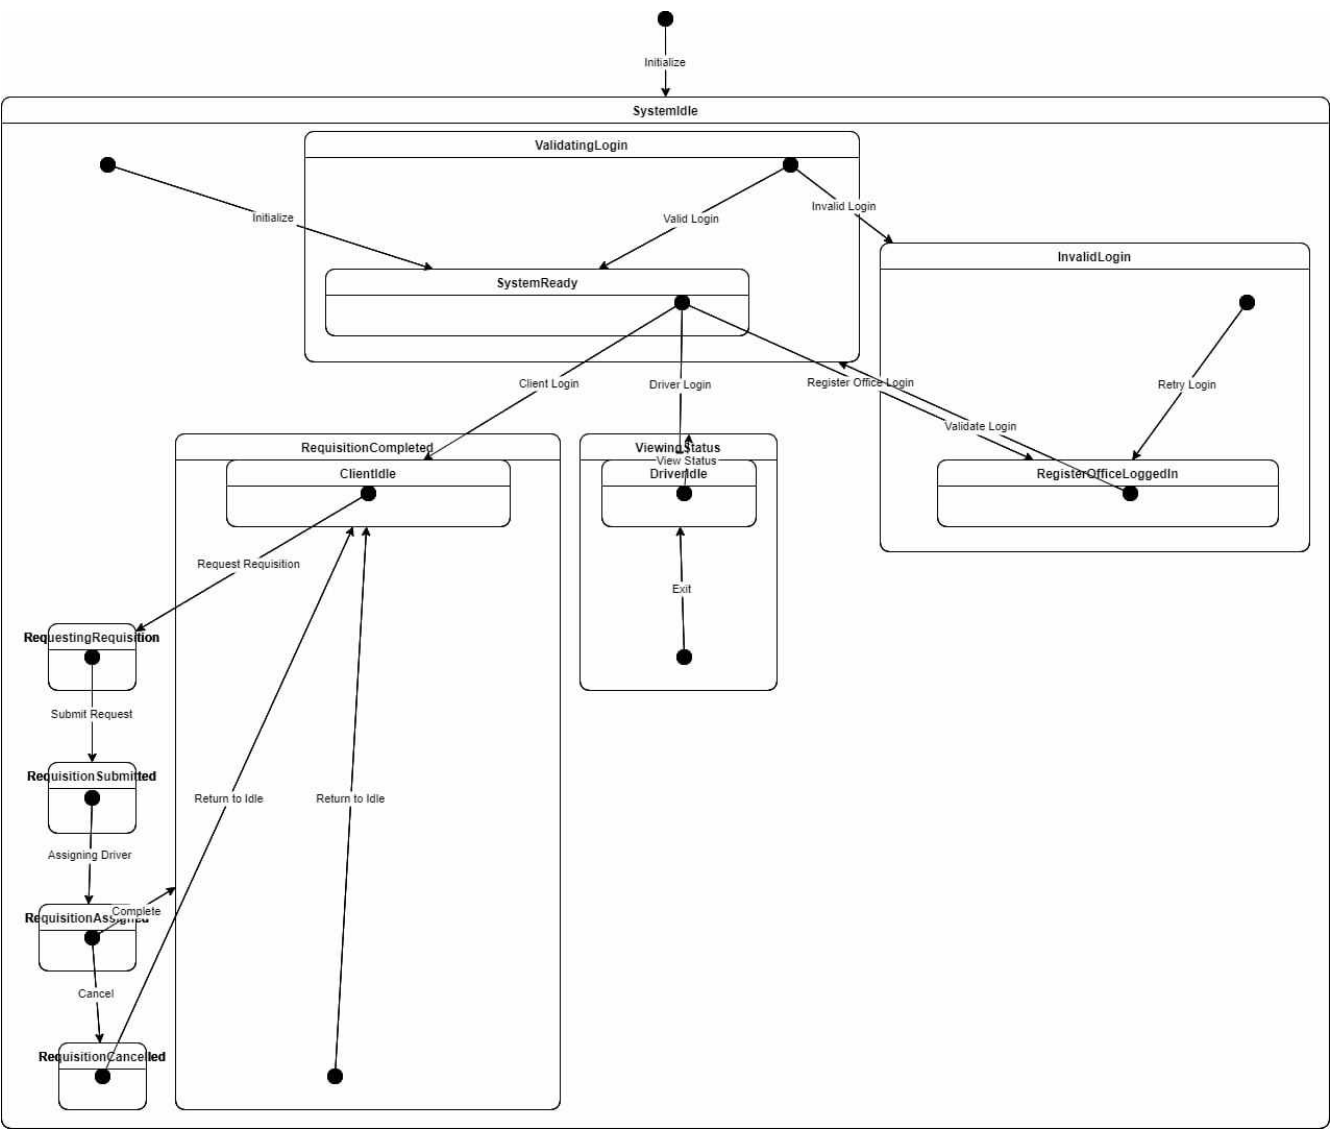 Initialize
SystemIdle
ValidatingLogin
Initialize
Valid Login
Invalid Login
InvalidLogin
SystemReady
Client Login
Driver Login
Register Office Login
Retry Login
Validate Login
RequisitionCompleted
ViewingStatus
View Status
ClientIdle
DriverIdle
RegisterOfficeLoggedIn
Request Requisition
Exit
RequestingRequisition
Submit Request
RequisitionSubmitted
Return to Idle
Return to Idle
Assigning Driver
Complete
RequisitionAssigned
Cancel
RequisitionCancelled